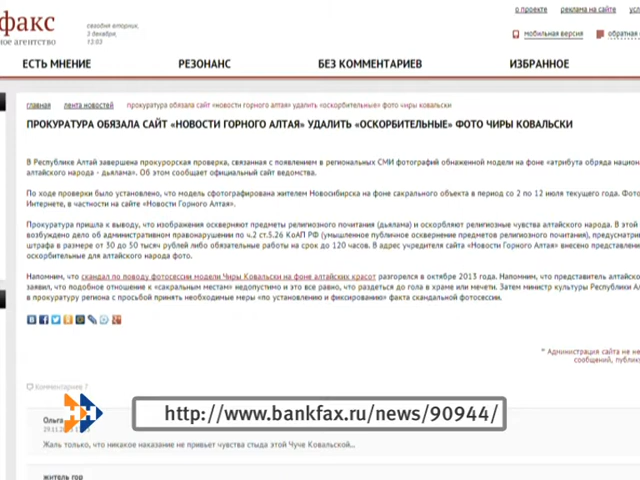 о проекте реклама на сайте
факс
ное агентство
сегодня вторник,
3 декабря,
13:03
мобильная версия обратная
ЕСТЬ МНЕНИЕ РЕЗОНАНС БЕЗ КОММЕНТАРИЕВ ИЗБРАННОЕ
главная лента новостей прокуратура обязала сайт «новости горного алтая» удалить «оскорбительные» фото чиры ковальски
ПРОКУРАТУРА ОБЯЗАЛА САЙТ «НОВОСТИ ГОРНОГО АЛТАЯ» УДАЛИТЬ «ОСКОРБИТЕЛЬНЫЕ» ФОТО ЧИРЫ КОВАЛЬСКИ
В Республике Алтай завершена прокурорская проверка, связанная с появлением в региональных СМИ фотографий обнаженной модели на фоне «атрибута обряда национ
алтайского народа - дьялама». Об этом сообщает официальный сайт ведомства.
По ходе проверки было установлено, что модель сфотографирована жителем Новосибирска на фоне сакрального объекта в период со 2 по 12 июля текущего года. Фото
Интернете, в частности на сайте «Новости Горного Алтая».
Прокуратура пришла к выводу, что изображения оскверняют предметы религиозного почитания (дьялама) и оскорбляют религиозные чувства алтайского народа. В этой
возбуждено дело об административном правонарушении по ч.2 ст.5.26 КоАП РФ (умышленное публичное осквернение предметы религиозного почитания), предусматри
штрафа в размере от 30 до 50 тысяч рублей либо обязательные работы на срок до 120 часов. В адрес учредителя сайта «Новости Горного Алтая» внесено представлени
оскорбительные для алтайского народа фото.
Напомним, что скандал по поводу фотосессии модели Чиры Ковальски на фоне алтайских красот разгорелся в октябре 2013 года. Напомним, что представитель алтайско
заявил, что подобное отношение к «сакральным местам» недопустимо и это все равно, что раздеться до гола в храме или мечети. Затем министр культуры Республики Ал
в прокуратуру региона с просьбой принять необходимые меры «по установлению и фиксированию» факта скандальной фотосессии.
* Администрация сайта не не
сообщений, публик
Комментариев 7
Ольга
http://www.bankfax.ru/news/90944/
Жаль только, что никакое наказание не привьет чувства стыда этой Чуче Ковальской...
житель гор